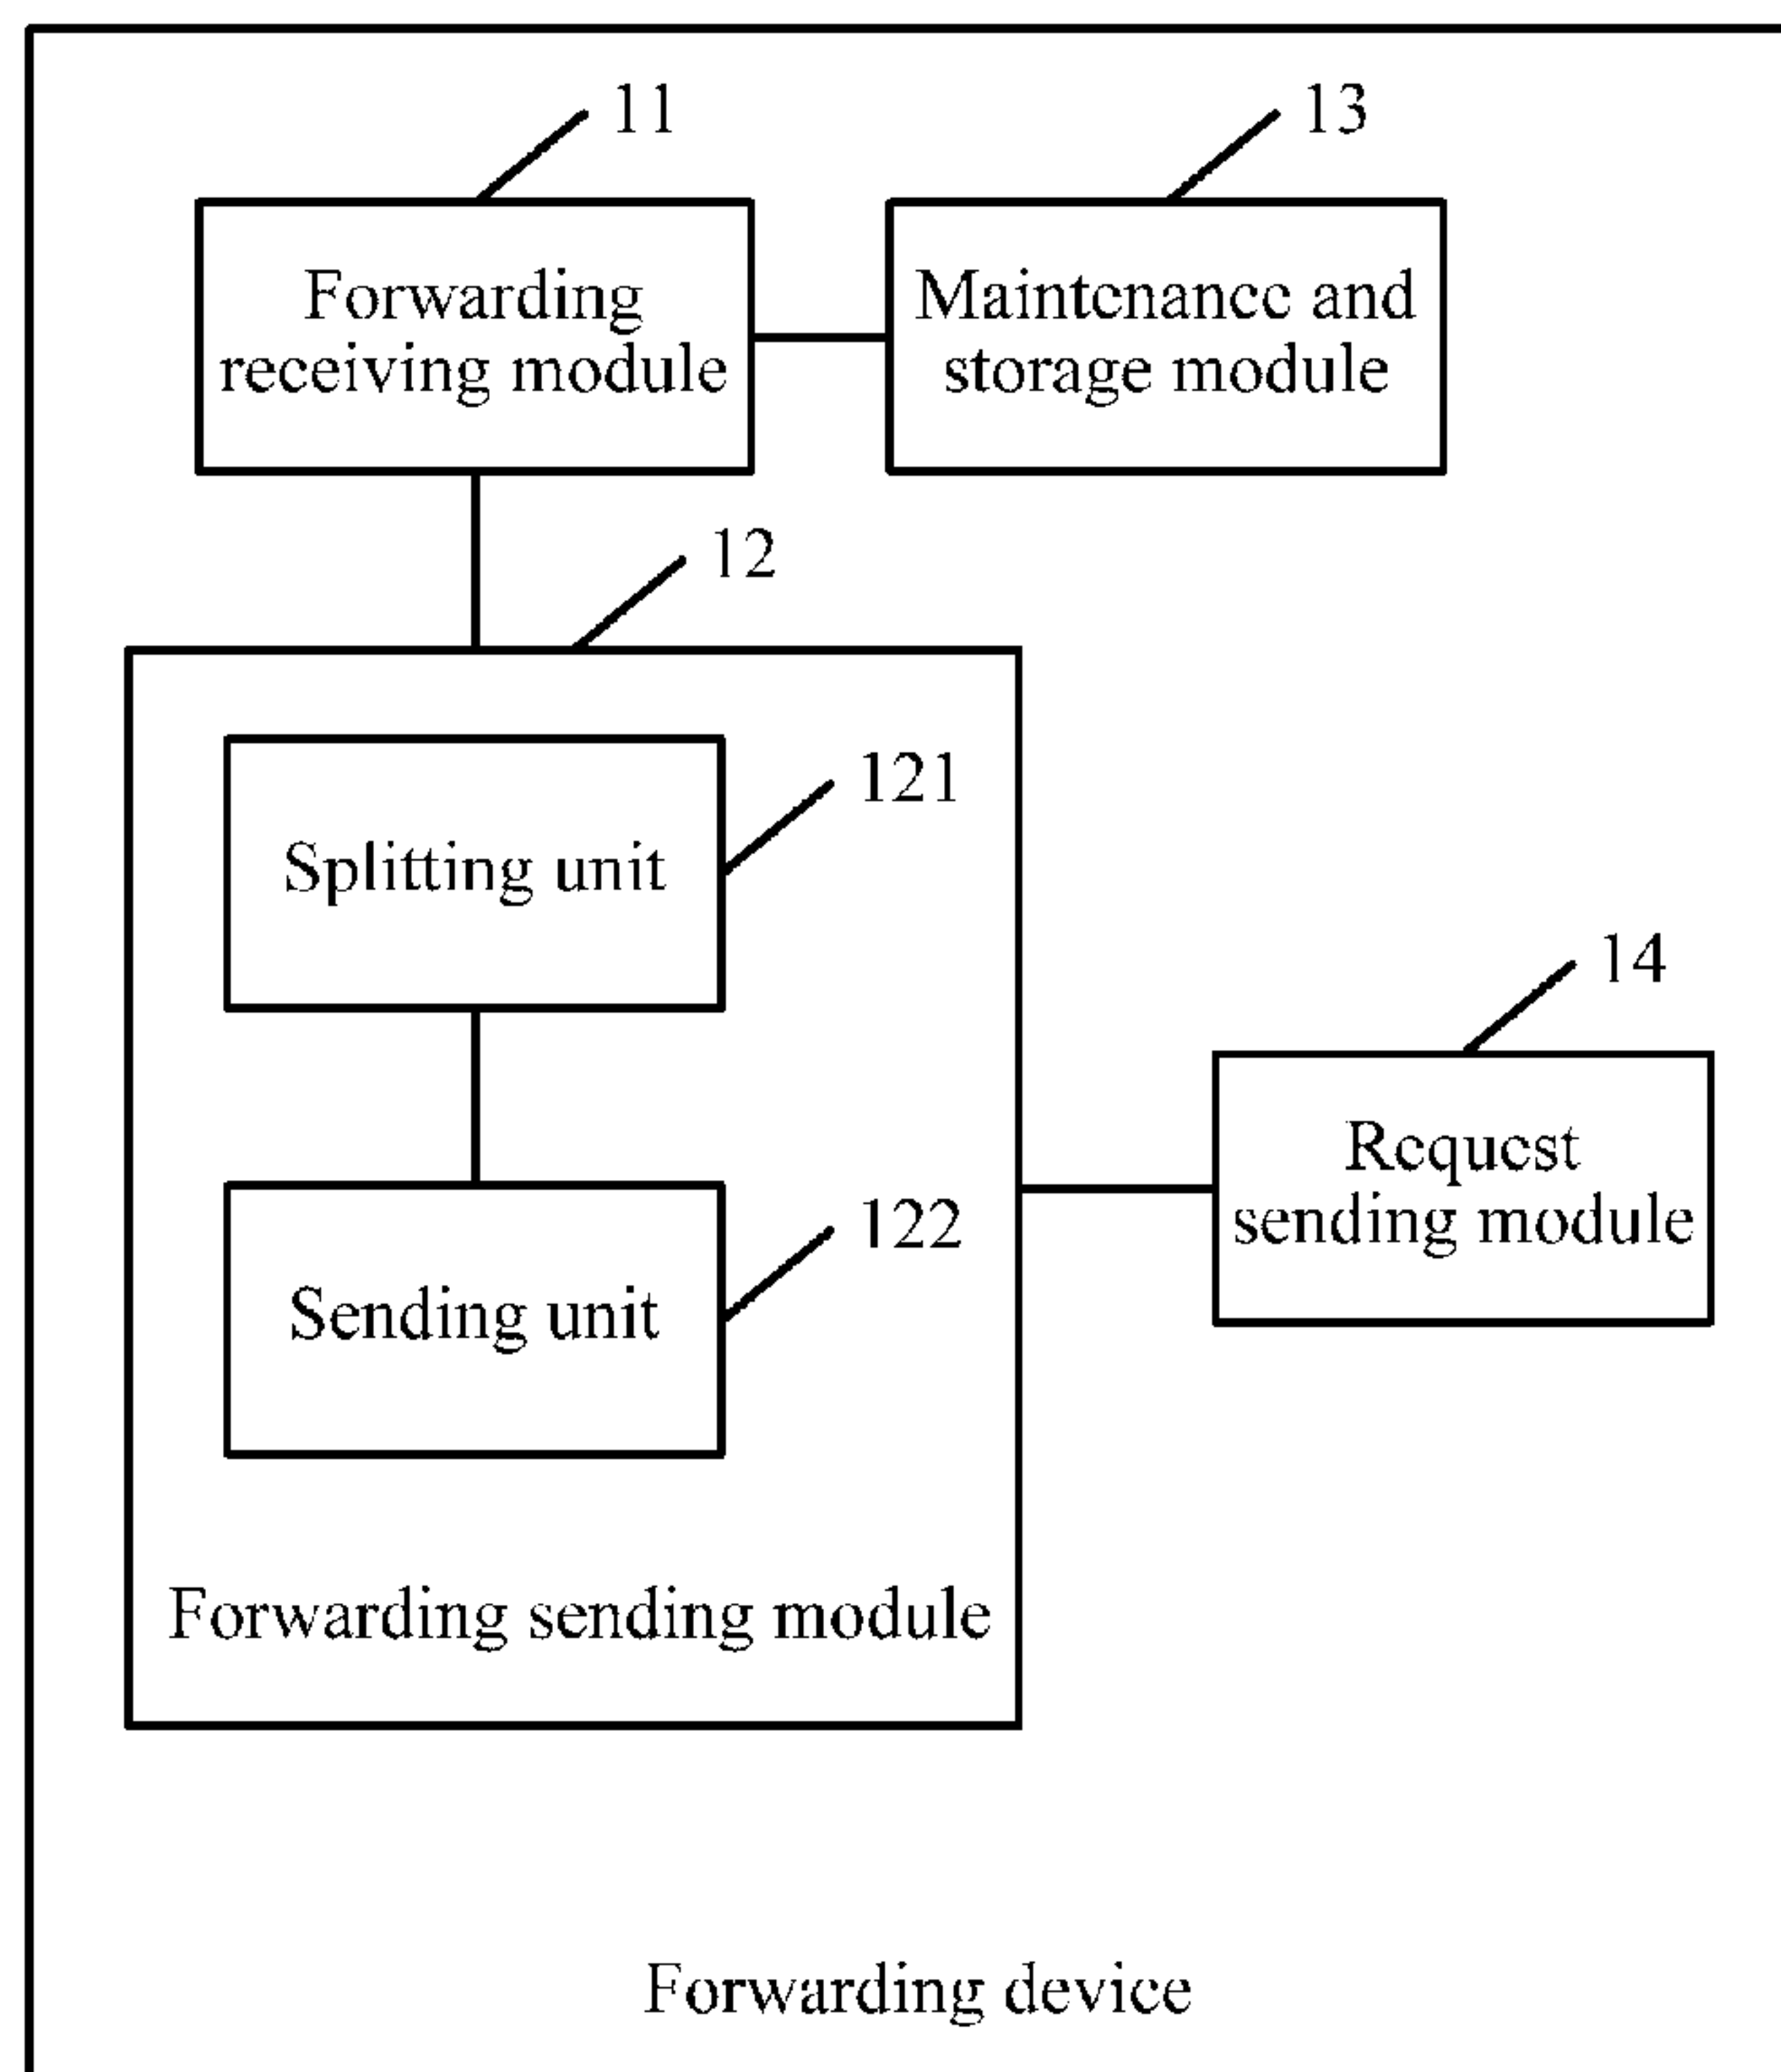 11
13
Forwarding
receiving module
Maintenance and
storage module
12
121
Splitting unit
14
Request
sending module
122
Sending unit
Forwarding sending module
Forwarding device